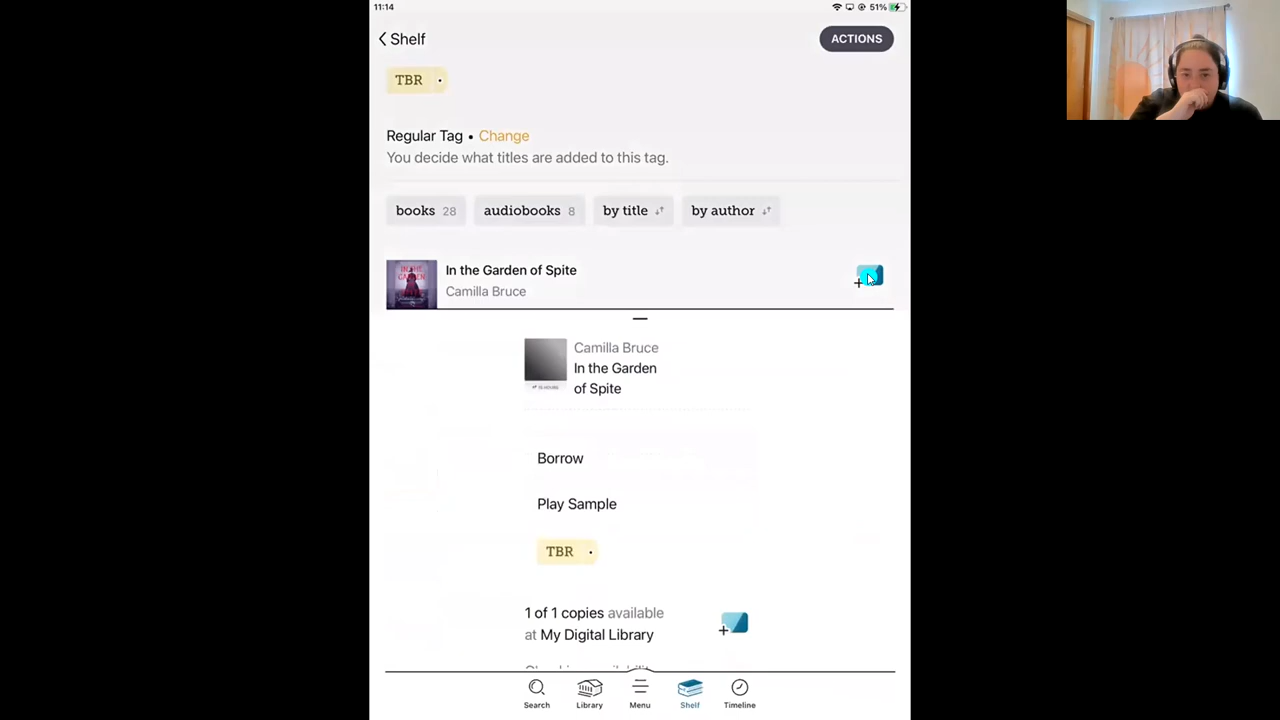 11:14
51%
Shelf
ACTIONS
TBR
Regular Tag • Change
You decide what titles are added to this tag.
books 28
audiobooks 8
by title
by author
In the Garden of Spite
Camilla Bruce
Camilla Bruce
In the Garden
of Spite
Borrow
Play Sample
TBR
1 of 1 copies available
at My Digital Library
Search
Library
Menu
Shelf
Timeline